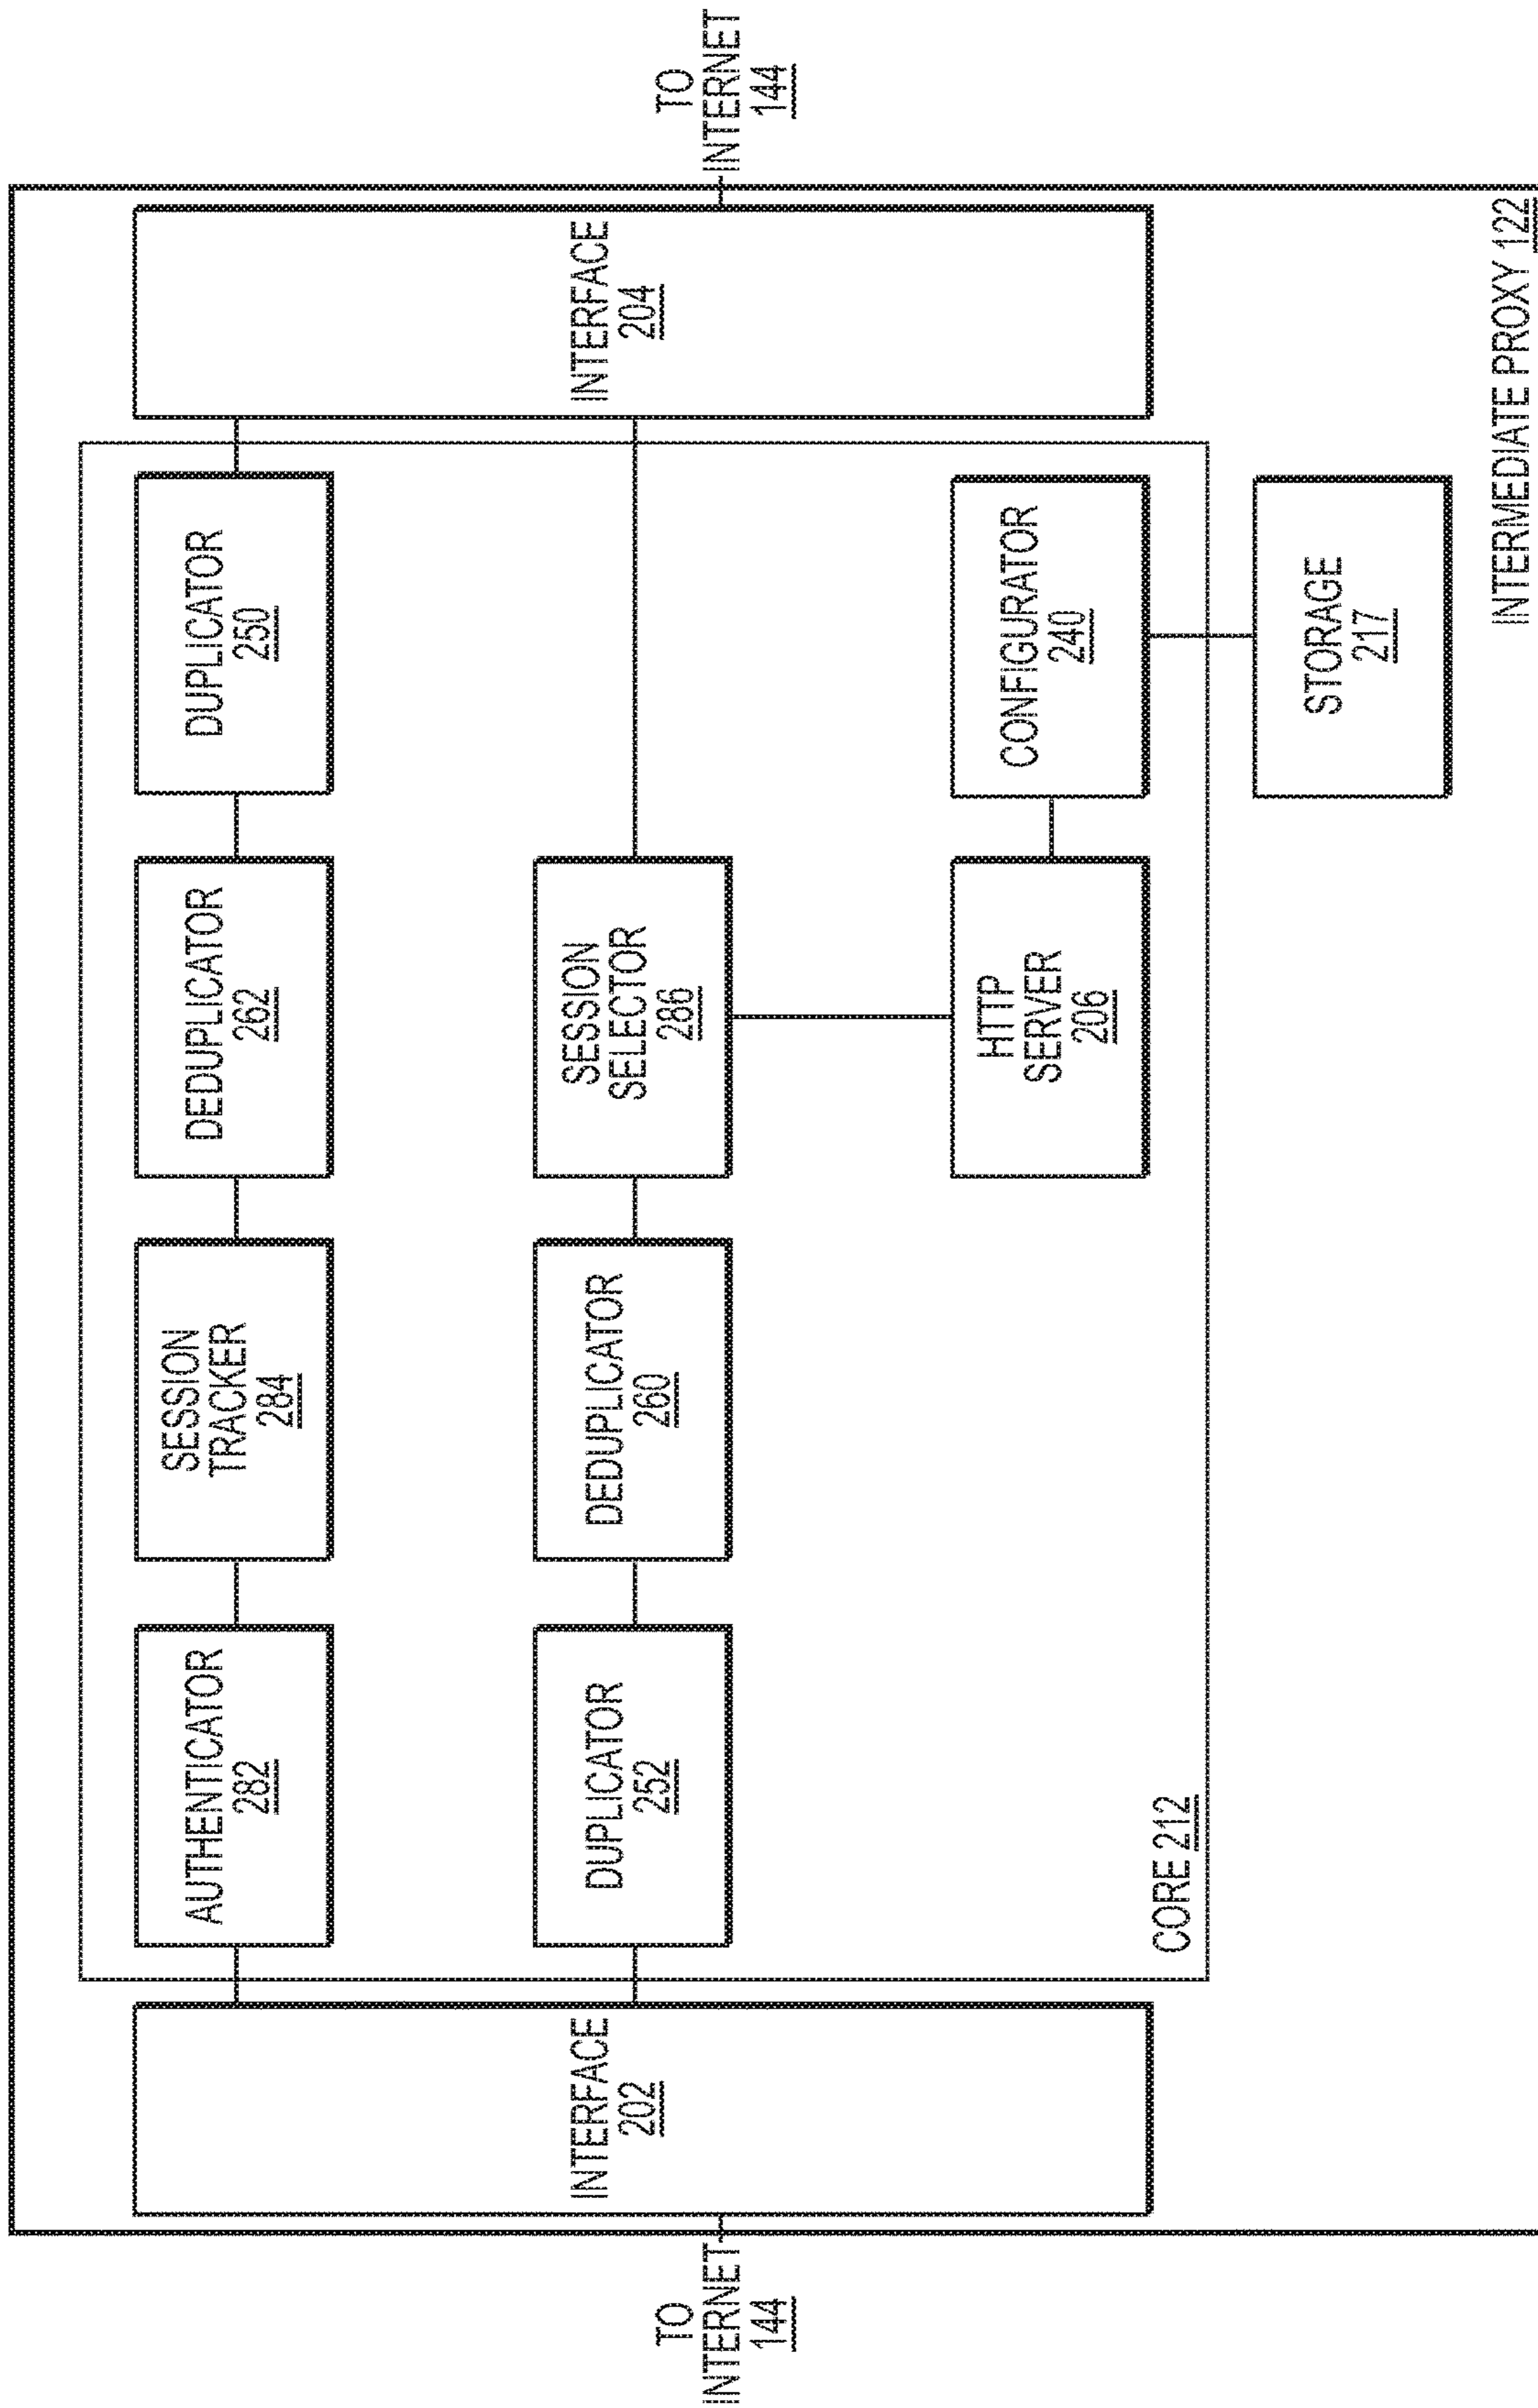 TO
INTERNET
144
INTERFACE
202
AUTHENTICATOR
282
SESSION
TRACKER
284
DEDUPLICATOR
262
DUPLICATOR
250
DUPLICATOR
252
DEDUPLICATOR
260
SESSION
SELECTOR
286
HTTP
SERVER
206
CONFIGURATOR
240
CORE 212
INTERFACE
204
TO
INTERNET
144
STORAGE
217
INTERMEDIATE PROXY 122